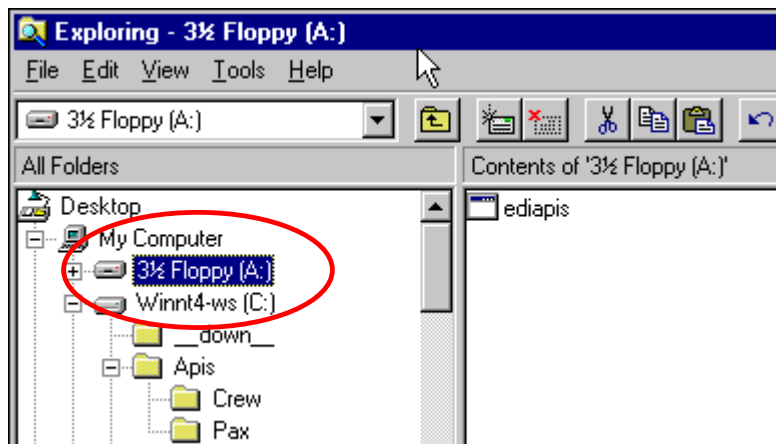 Exploring - 3½ Floppy (A:)
File Edit View Tools Help
3½ Floppy (A:)
All Folders
Contents of '3½ Floppy (A:)'
Desktop
ediapis
My Computer
3½ Floppy (A:)
Winnt4-ws (C:)
__down__
Apis
Crew
Pax